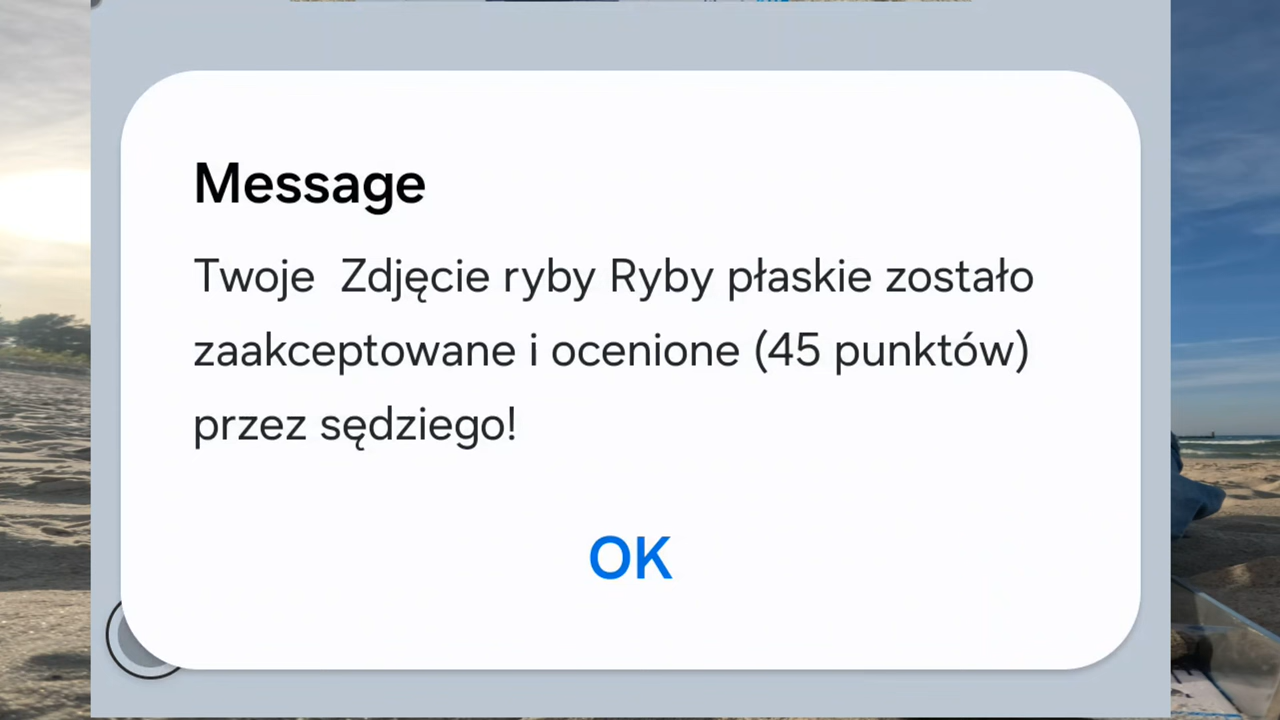 Message
Twoje  Zdjęcie ryby Ryby płaskie zostało
zaakceptowane i ocenione (45 punktów)
przez sędziego!
OK